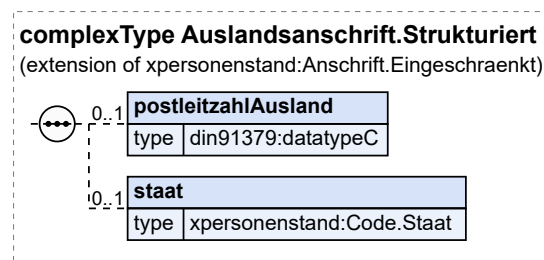 complexType Auslandsanschrift.Strukturiert
(extension of xpersonenstand:Anschrift.Eingeschraenkt)
0..1
postleitzahlAusland
type din91379:datatypeC
0..1
staat
type xpersonenstand:Code.Staat